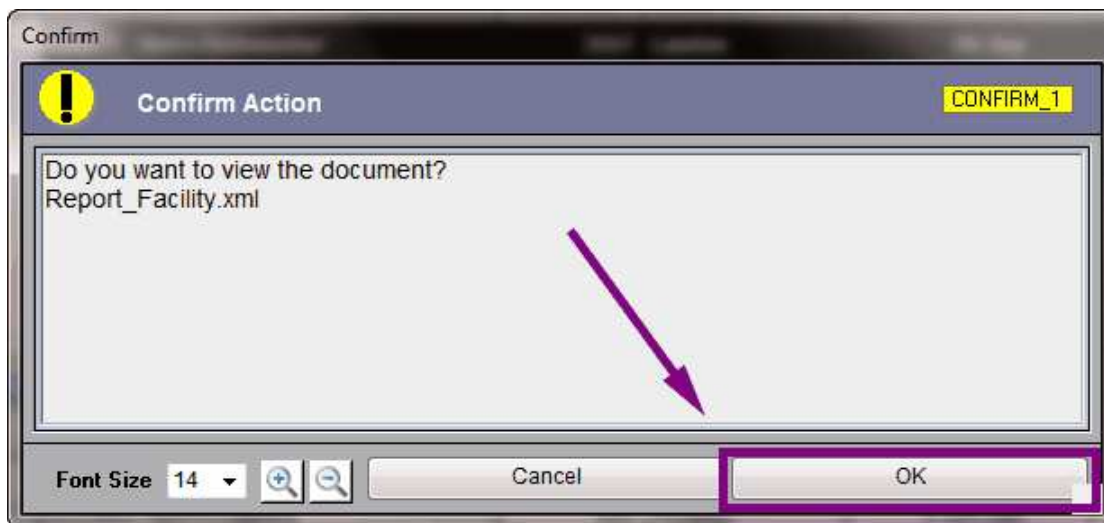 Confirm
Confirm Action
CONFIRM_1
Do you want to view the document?
Report_Facility.xml
Font Size 14 Cancel OK